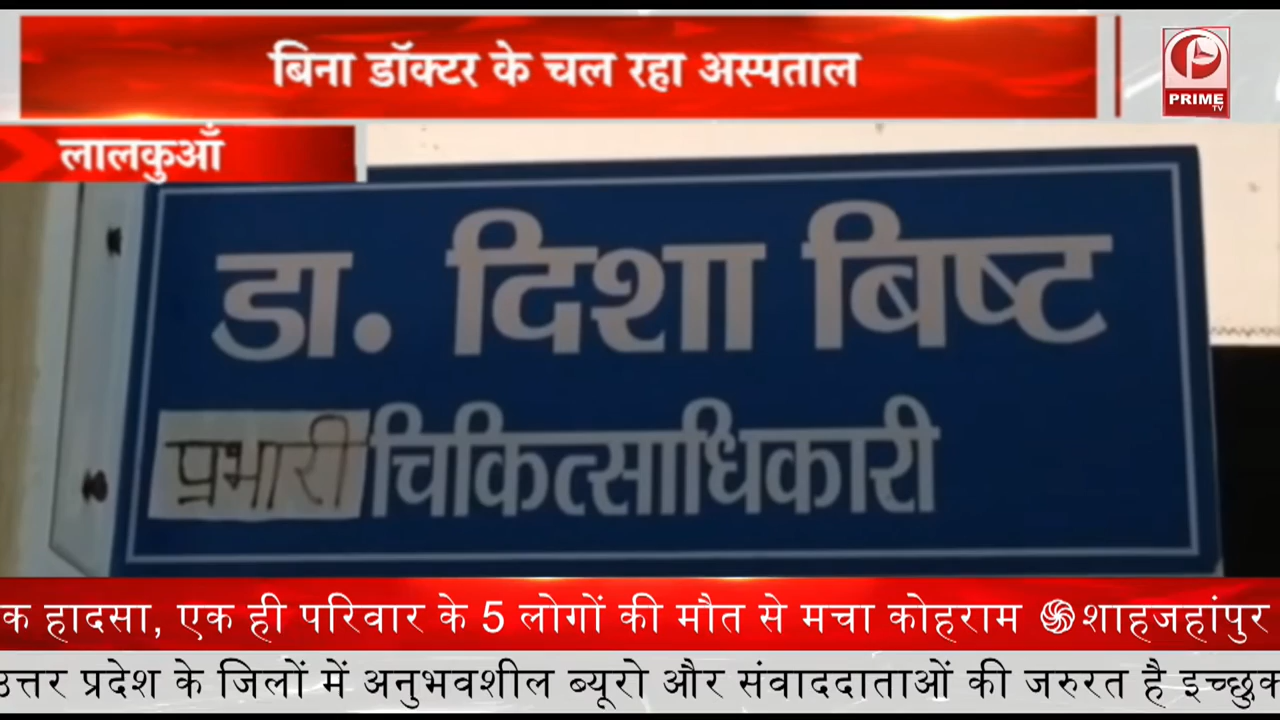 बिना डॉक्टर के चल रहा अस्पताल
PRIME
TV
लालकुआँ
डा. दिशा बिष्ट
प्रभारी चिकित्साधिकारी
क हादसा, एक ही परिवार के 5 लोगों की मौत से मचा कोहराम शाहजहांपुर
उत्तर प्रदेश के जिलों में अनुभवशील ब्यूरो और संवाददाताओं की जरुरत है इच्छुक